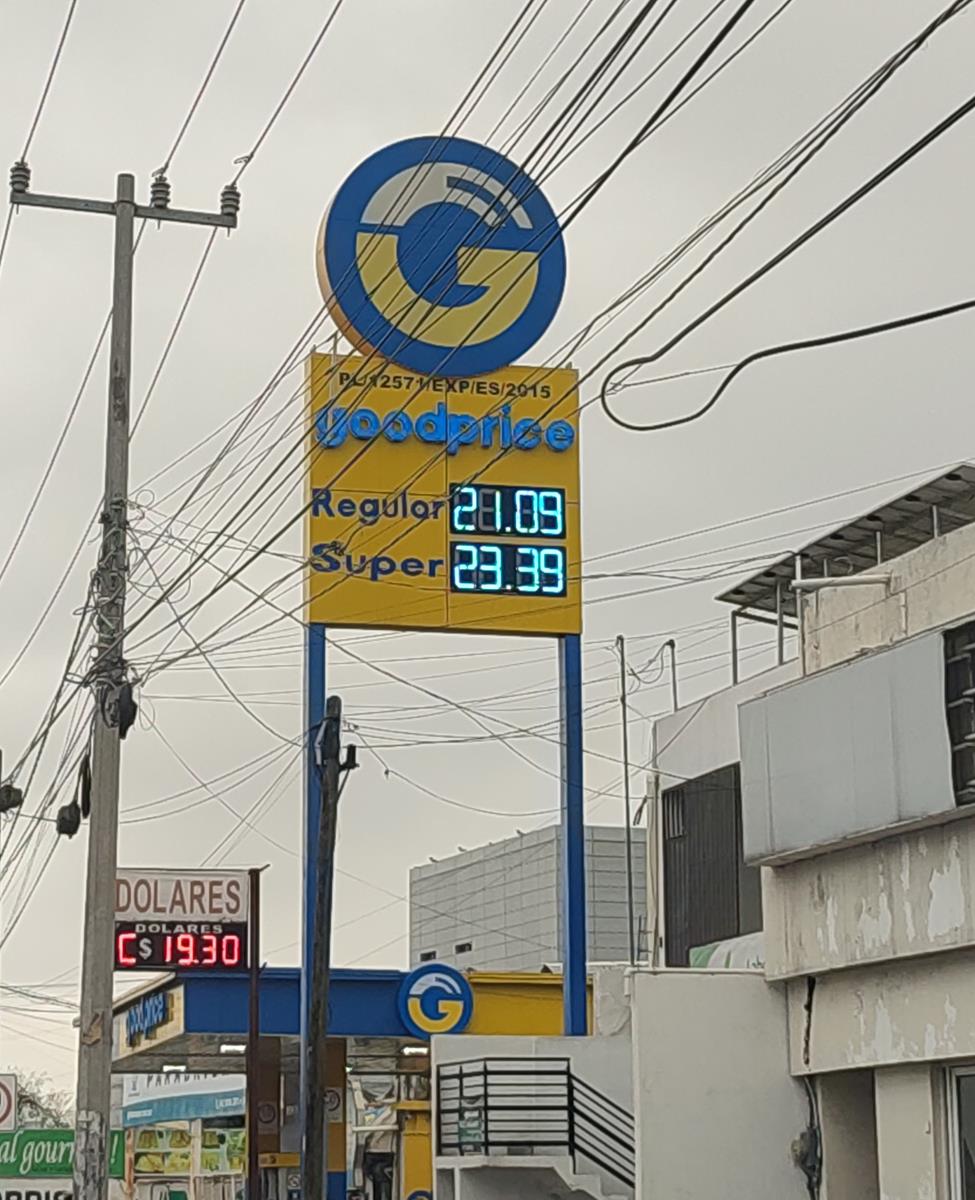 G
PL/12571/EXP/ES/2015
goodprice
Regular 21.09
Super 23.39
DOLARES
DOLARES
C $ 19.30
goodprice
G